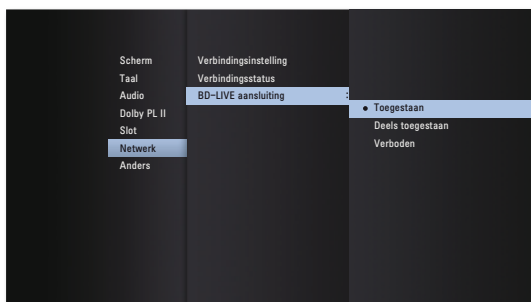 Scherm
Taal
Audio
Dolby PL II
Slot
Netwerk
Anders
Verbindingsinstelling
Verbindingsstatus
BD-LIVE aansluiting :
● Toegestaan
Deels toegestaan
Verboden